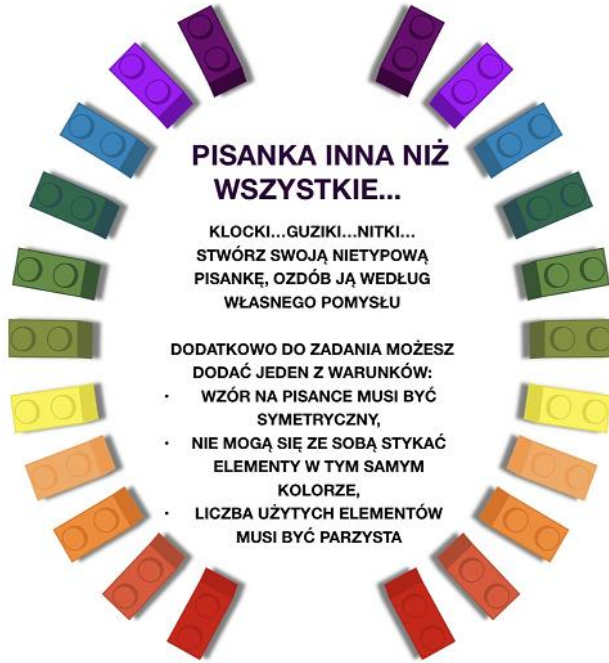 PISANKA INNA NIŻ
WSZYSTKIE...
KLOCKI...GUZIKI...NITKI...
STWÓRZ SWOJĄ NIETYPOWĄ
PISANKĘ, OZDÓB JĄ WEDŁUG
WŁASNEGO POMYSŁU
DODATKOWO DO ZADANIA MOŻESZ
DODAĆ JEDEN Z WARUNKÓW:
· WZÓR NA PISANCE MUSI BYĆ
SYMETRYCZNY,
· NIE MOGĄ SIĘ ZE SOBĄ STYKAĆ
ELEMENTY W TYM SAMYM
KOLORZE,
· LICZBA UŻYTYCH ELEMENTÓW
MUSI BYĆ PARZYSTA